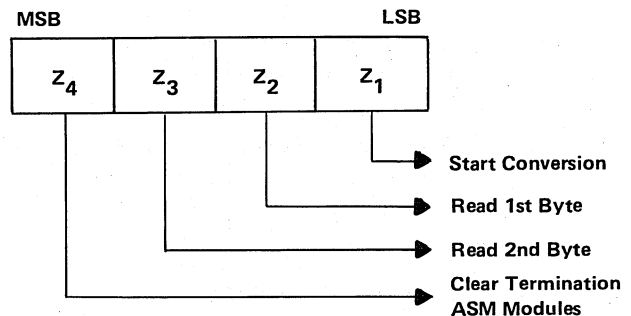 MSB LSB
Z4 Z3 Z2 Z1
Start Conversion
Read 1st Byte
Read 2nd Byte
Clear Termination
ASM Modules